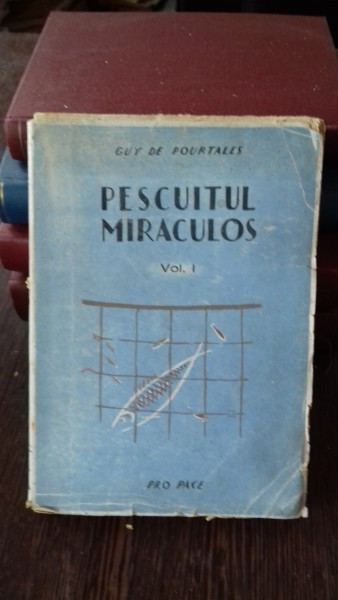 GUY DE POURTALES
PESCUITUL
MIRACULOS
Vol. I
PRO PACE